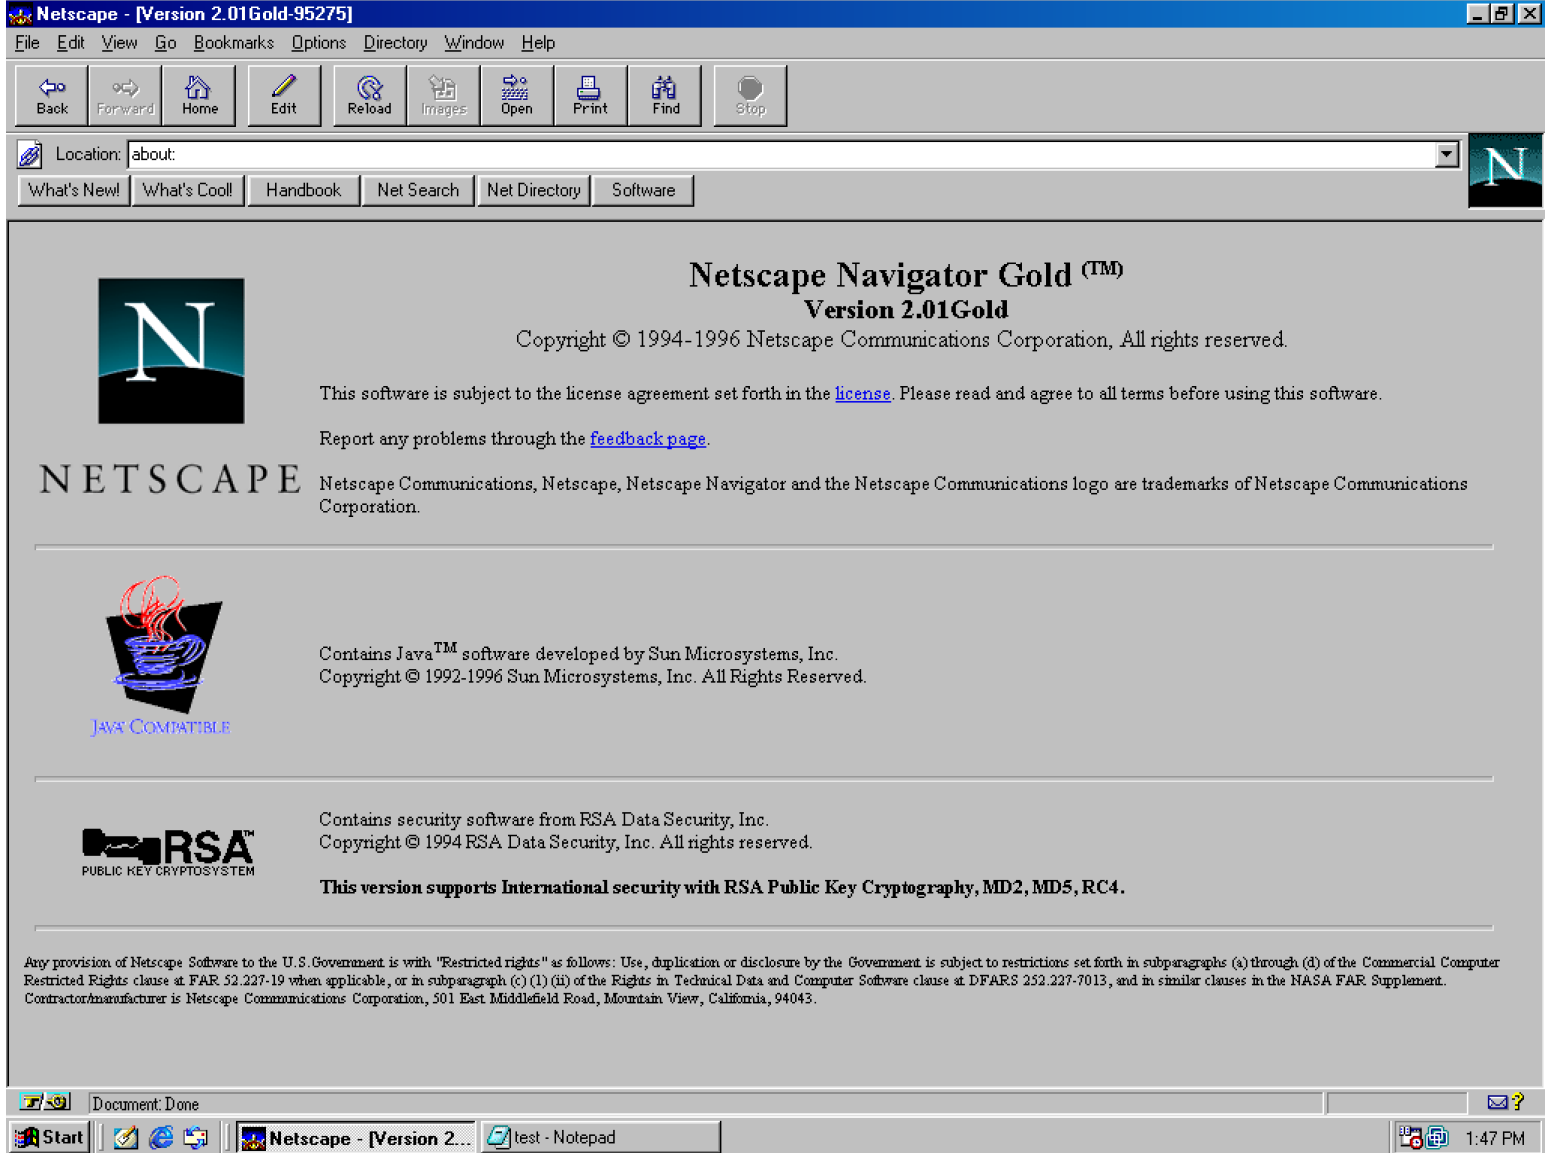 Netscape - [Version 2.01Gold-95275]
File Edit View Go Bookmarks Options Directory Window Help
Back Forward Home Edit Reload Images Open Print Find Stop
Location: about:
N
What's New! What's Cool! Handbook Net Search Net Directory Software
Netscape Navigator Gold (TM)
Version 2.01Gold
Copyright © 1994-1996 Netscape Communications Corporation, All rights reserved.
N
NETSCAPE
This software is subject to the license agreement set forth in the license. Please read and agree to all terms before using this software.
Report any problems through the feedback page.
Netscape Communications, Netscape, Netscape Navigator and the Netscape Communications logo are trademarks of Netscape Communications
Corporation.
JAVA COMPATIBLE
Contains Java™ software developed by Sun Microsystems, Inc.
Copyright © 1992-1996 Sun Microsystems, Inc. All Rights Reserved.
RSA™
PUBLIC KEY CRYPTOSYSTEM
Contains security software from RSA Data Security, Inc.
Copyright © 1994 RSA Data Security, Inc. All rights reserved.
This version supports International security with RSA Public Key Cryptography, MD2, MD5, RC4.
Any provision of Netscape Software to the U.S.Government is with "Restricted rights" as follows: Use, duplication or disclosure by the Government is subject to restrictions set forth in subparagraphs (a) through (d) of the Commercial Computer
Restricted Rights clause at FAR 52.227-19 when applicable, or in subparagraph (c) (1) (ii) of the Rights in Technical Data and Computer Software clause at DFARS 252.227-7013, and in similar clauses in the NASA FAR Supplement.
Contractor/manufacturer is Netscape Communications Corporation, 501 East Middlefield Road, Mountain View, California, 94043.
Document: Done
Start Netscape - [Version 2... test - Notepad 1:47 PM